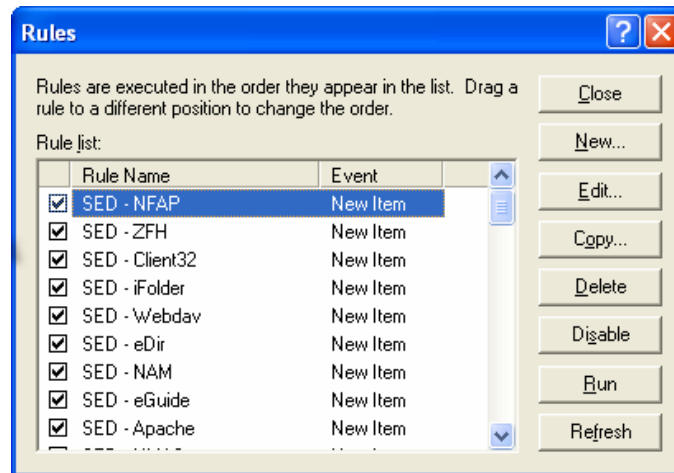 Rules
Rules are executed in the order they appear in the list. Drag a
rule to a different position to change the order.
Rule list:
Rule Name Event
SED - NFAP New Item
SED - ZFH New Item
SED - Client32 New Item
SED - iFolder New Item
SED - Webdav New Item
SED - eDir New Item
SED - NAM New Item
SED - eGuide New Item
SED - Apache New Item
Close
New...
Edit...
Copy...
Delete
Disable
Run
Refresh